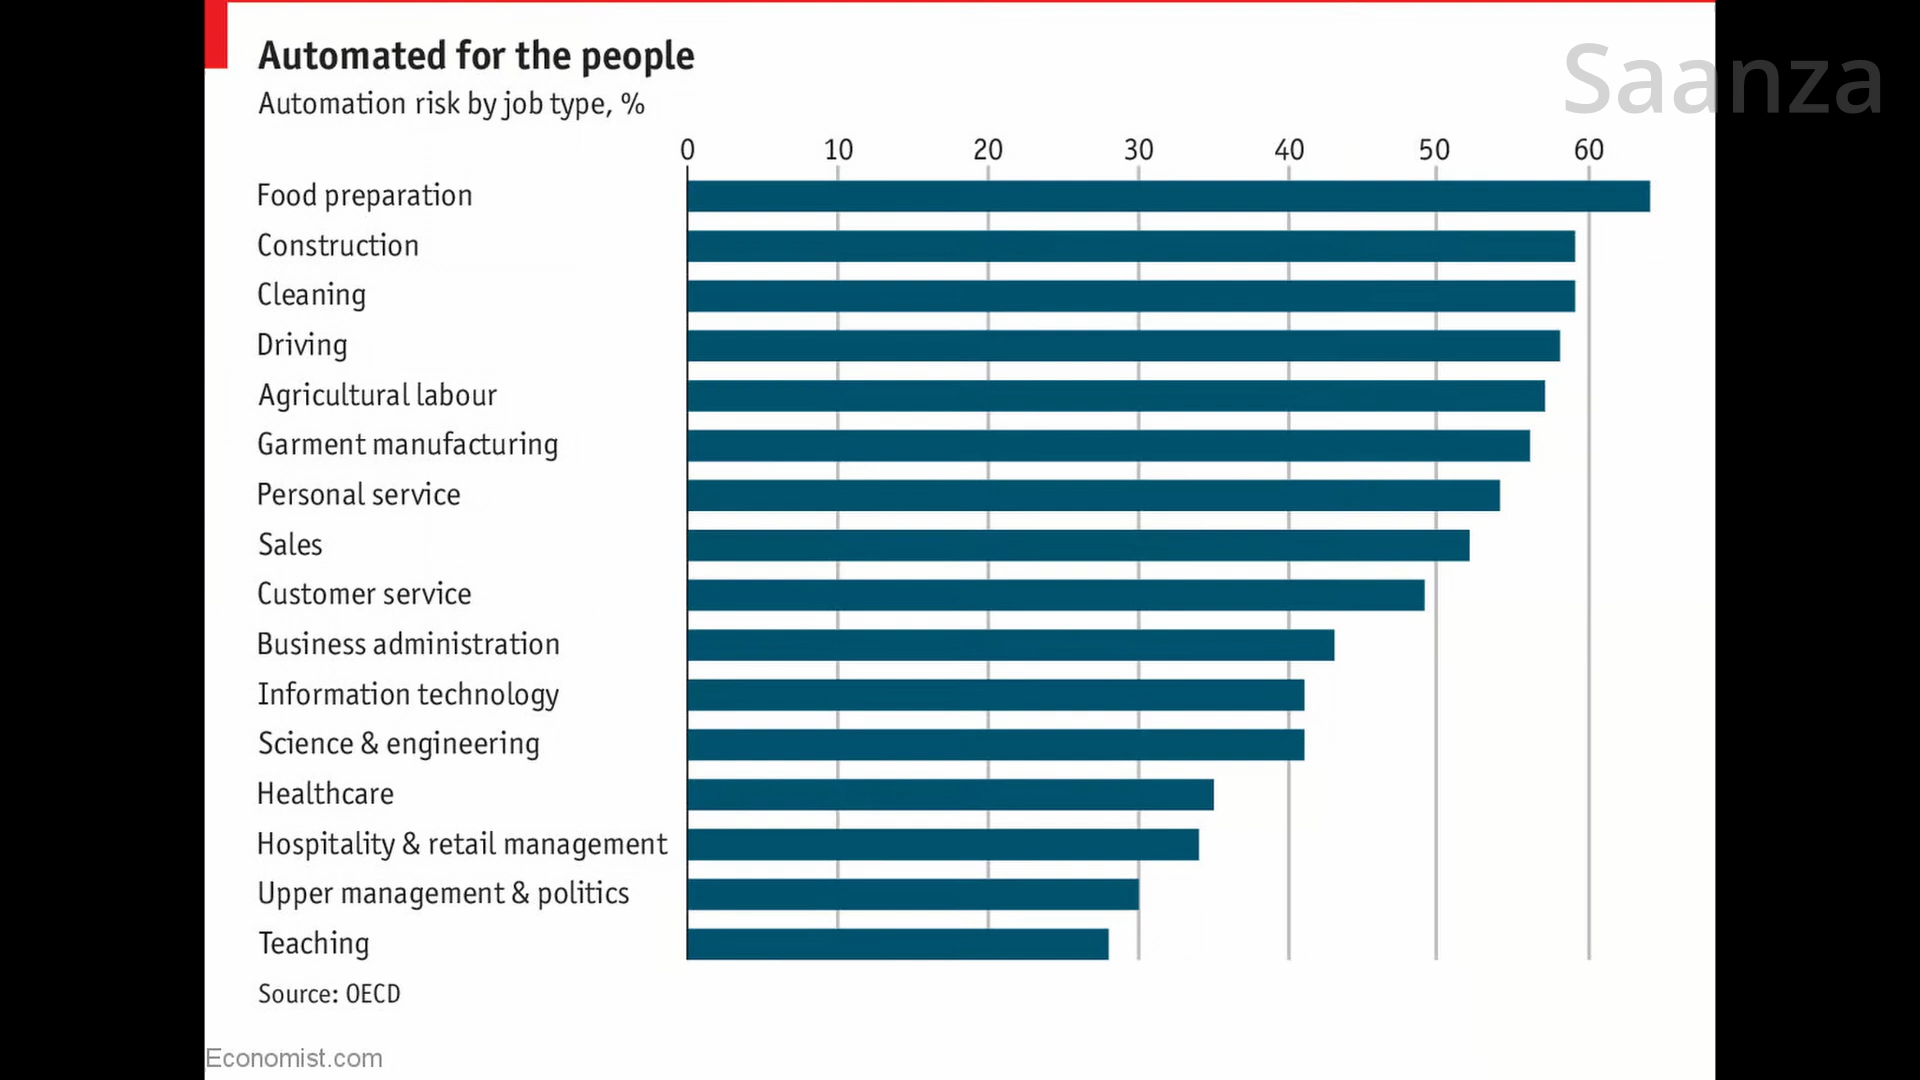 Automated for the people
Saanza
Automation risk by job type, %
0 10 20 30 40 50 60
Food preparation
Construction
Cleaning
Driving
Agricultural labour
Garment manufacturing
Personal service
Sales
Customer service
Business administration
Information technology
Science & engineering
Healthcare
Hospitality & retail management
Upper management & politics
Teaching
Source: OECD
Economist.com